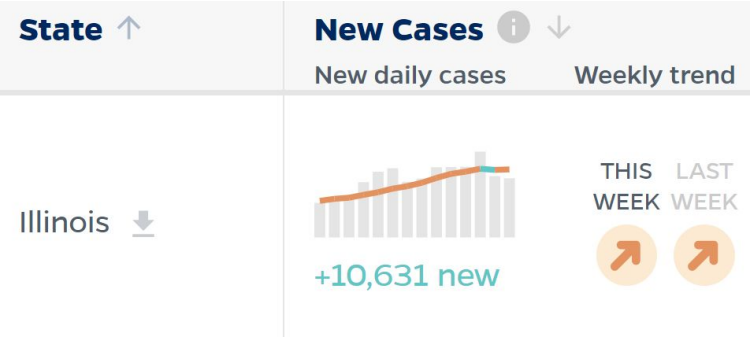 State
New Cases
New daily cases
Weekly trend
Illinois
+10,631 new
THIS WEEK
LAST WEEK